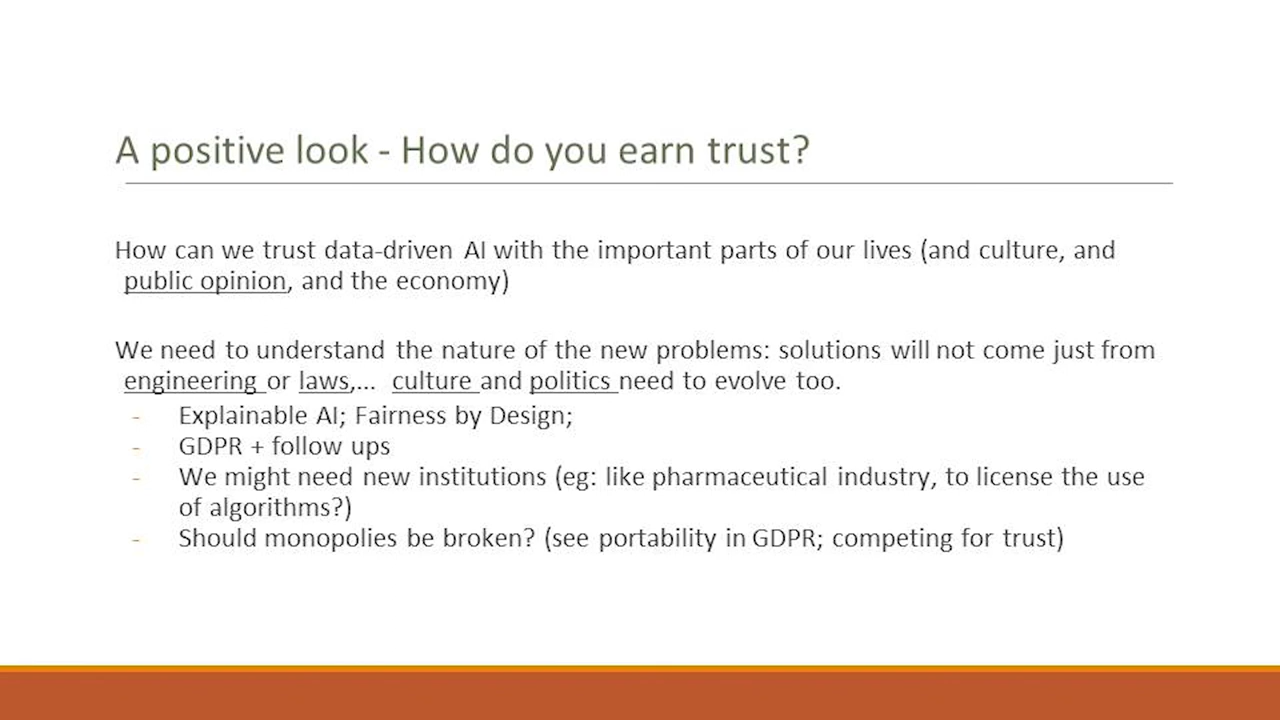 A positive look - How do you earn trust?
How can we trust data-driven AI with the important parts of our lives (and culture, and
public opinion, and the economy)
We need to understand the nature of the new problems: solutions will not come just from
engineering or laws,... culture and politics need to evolve too.
- Explainable AI; Fairness by Design;
- GDPR + follow ups
- We might need new institutions (eg: like pharmaceutical industry, to license the use
of algorithms?)
- Should monopolies be broken? (see portability in GDPR; competing for trust)